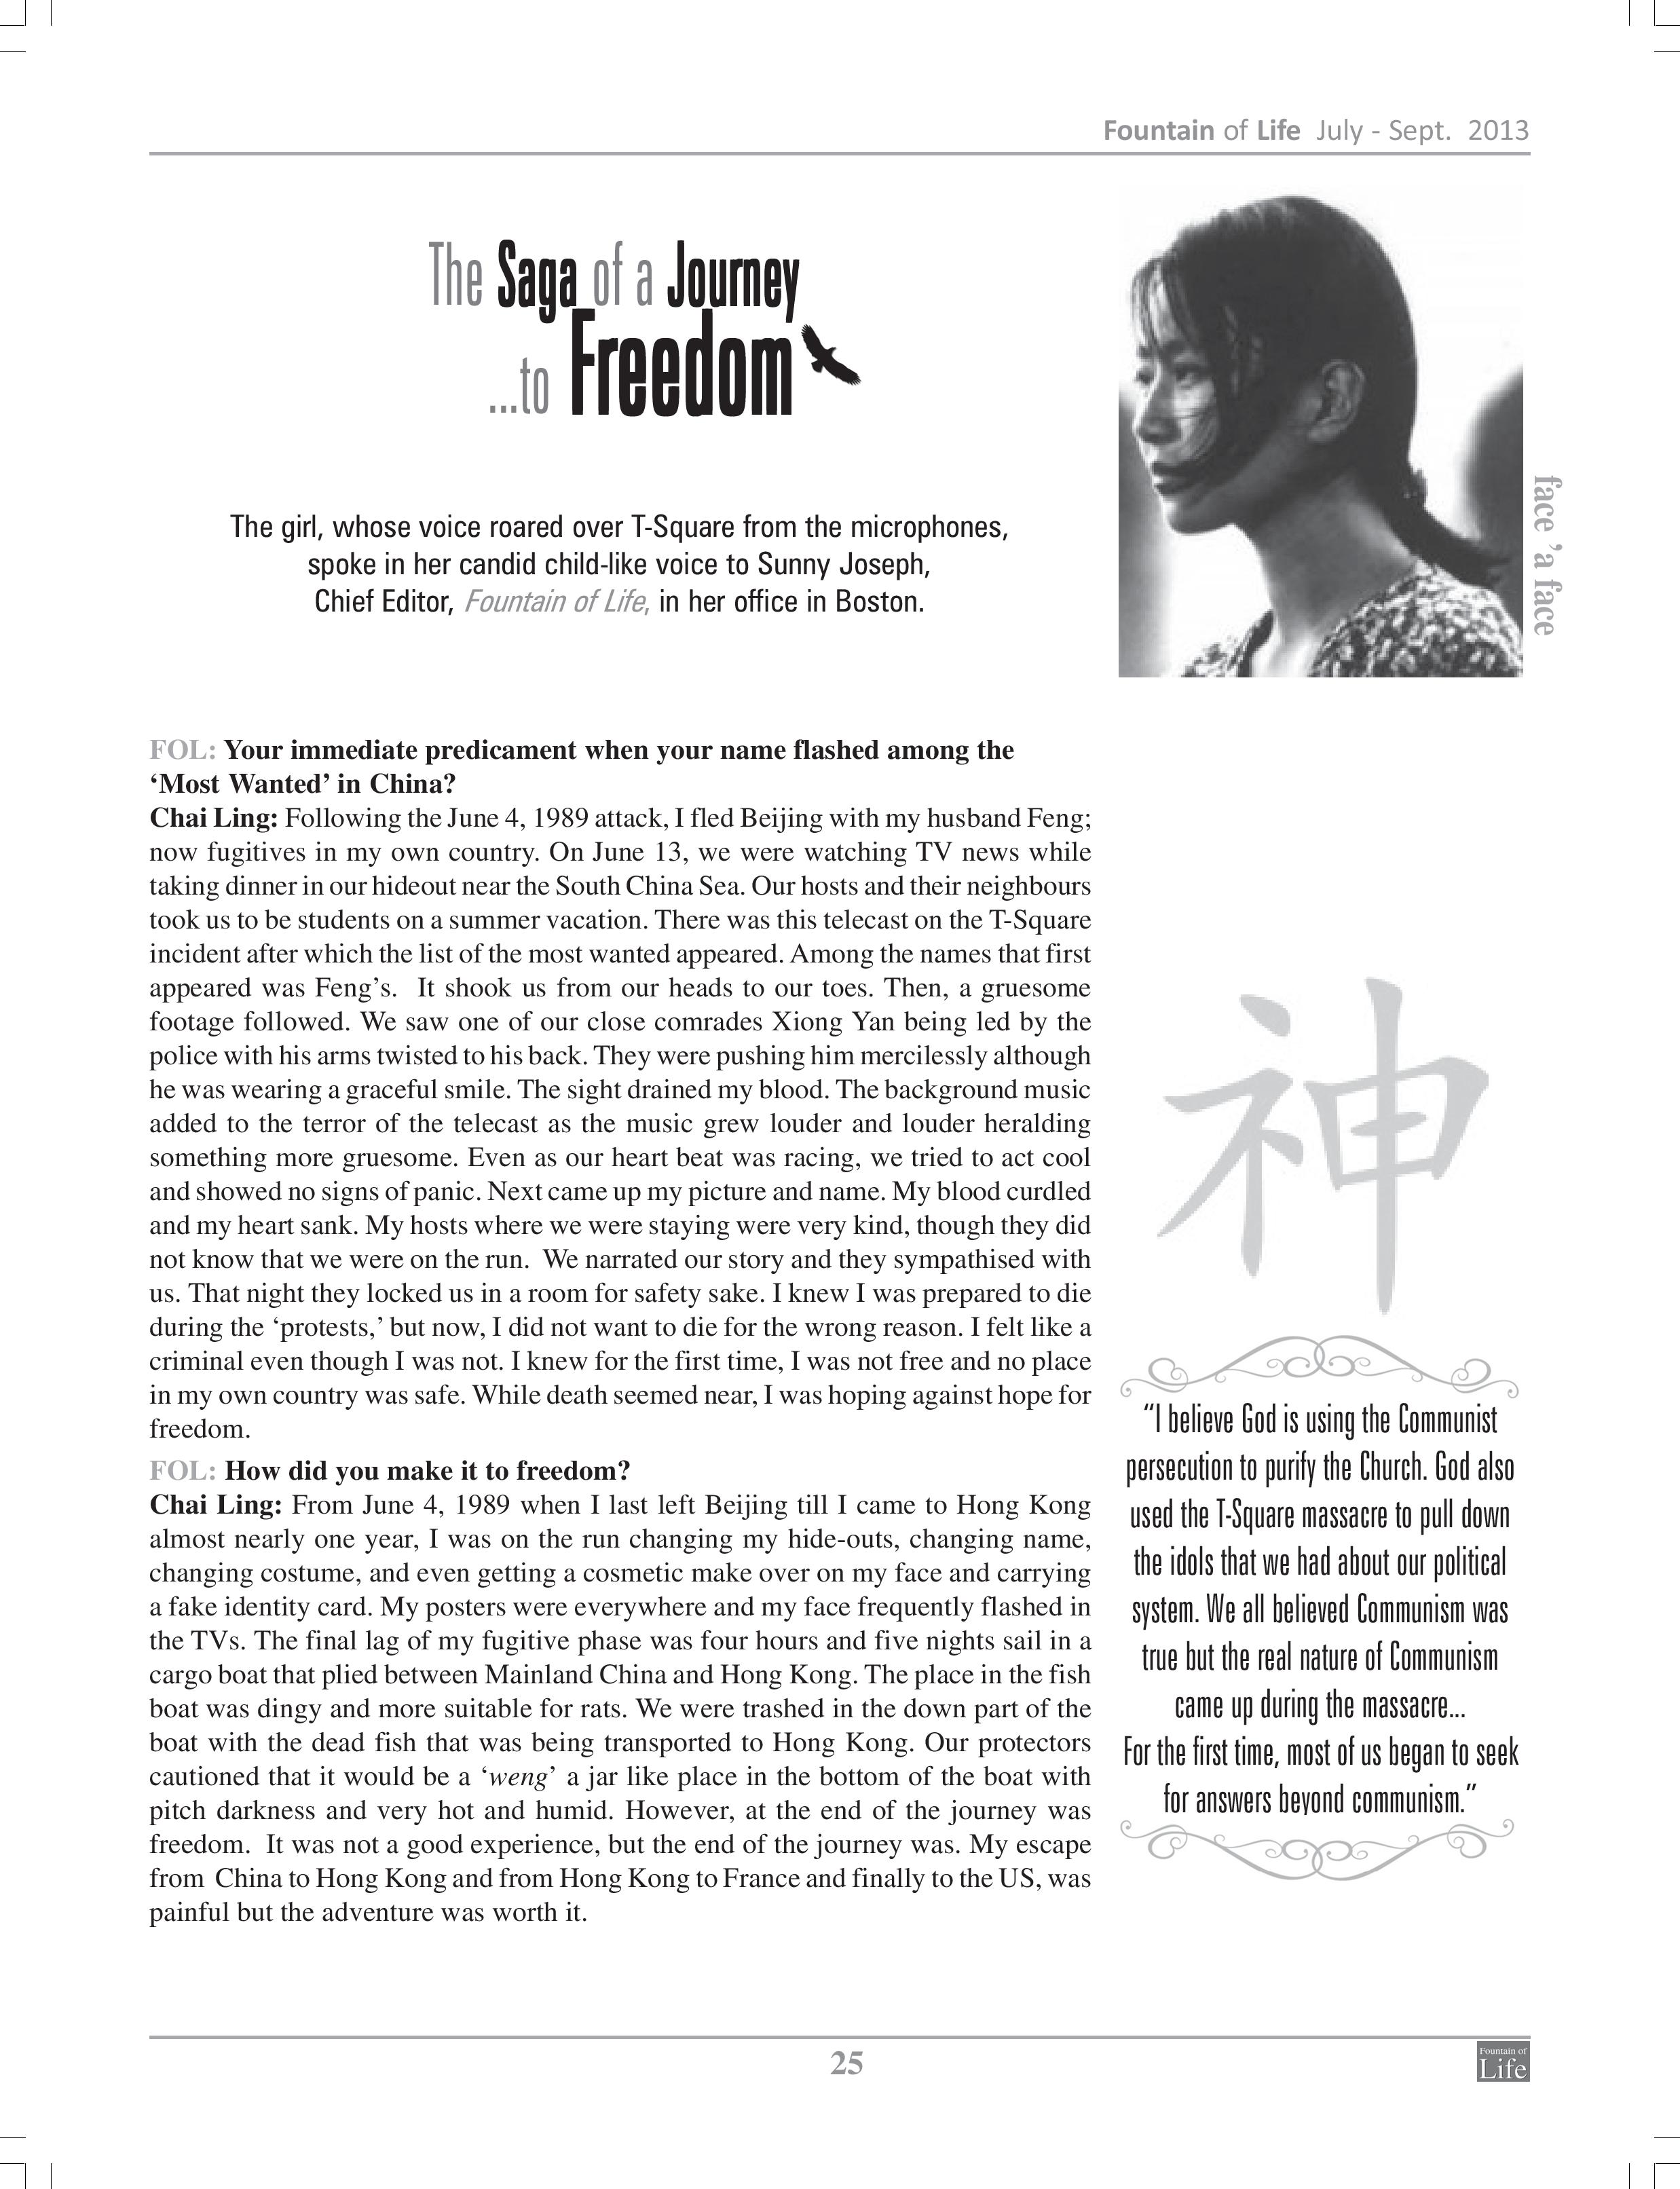 Fountain of Life July - Sept. 2013
The Saga of a Journey
...to Freedom
The girl, whose voice roared over T-Square from the microphones,
spoke in her candid child-like voice to Sunny Joseph,
Chief Editor, Fountain of Life, in her office in Boston.
face ’a face
FOL: Your immediate predicament when your name flashed among the
‘Most Wanted’ in China?
Chai Ling: Following the June 4, 1989 attack, I fled Beijing with my husband Feng;
now fugitives in my own country. On June 13, we were watching TV news while
taking dinner in our hideout near the South China Sea. Our hosts and their neighbours
took us to be students on a summer vacation. There was this telecast on the T-Square
incident after which the list of the most wanted appeared. Among the names that first
appeared was Feng’s.  It shook us from our heads to our toes. Then, a gruesome
footage followed. We saw one of our close comrades Xiong Yan being led by the
police with his arms twisted to his back. They were pushing him mercilessly although
he was wearing a graceful smile. The sight drained my blood. The background music
added to the terror of the telecast as the music grew louder and louder heralding
something more gruesome. Even as our heart beat was racing, we tried to act cool
and showed no signs of panic. Next came up my picture and name. My blood curdled
and my heart sank. My hosts where we were staying were very kind, though they did
not know that we were on the run.  We narrated our story and they sympathised with
us. That night they locked us in a room for safety sake. I knew I was prepared to die
during the ‘protests,’ but now, I did not want to die for the wrong reason. I felt like a
criminal even though I was not. I knew for the first time, I was not free and no place
in my own country was safe. While death seemed near, I was hoping against hope for
freedom.
FOL: How did you make it to freedom?
Chai Ling: From June 4, 1989 when I last left Beijing till I came to Hong Kong
almost nearly one year, I was on the run changing my hide-outs, changing name,
changing costume, and even getting a cosmetic make over on my face and carrying
a fake identity card. My posters were everywhere and my face frequently flashed in
the TVs. The final lag of my fugitive phase was four hours and five nights sail in a
cargo boat that plied between Mainland China and Hong Kong. The place in the fish
boat was dingy and more suitable for rats. We were trashed in the down part of the
boat with the dead fish that was being transported to Hong Kong. Our protectors
cautioned that it would be a ‘weng’ a jar like place in the bottom of the boat with
pitch darkness and very hot and humid. However, at the end of the journey was
freedom.  It was not a good experience, but the end of the journey was. My escape
from  China to Hong Kong and from Hong Kong to France and finally to the US, was
painful but the adventure was worth it.
神
“I believe God is using the Communist
persecution to purify the Church. God also
used the T-Square massacre to pull down
the idols that we had about our political
system. We all believed Communism was
true but the real nature of Communism
came up during the massacre...
For the first time, most of us began to seek
for answers beyond communism.”
25
Fountain of
Life